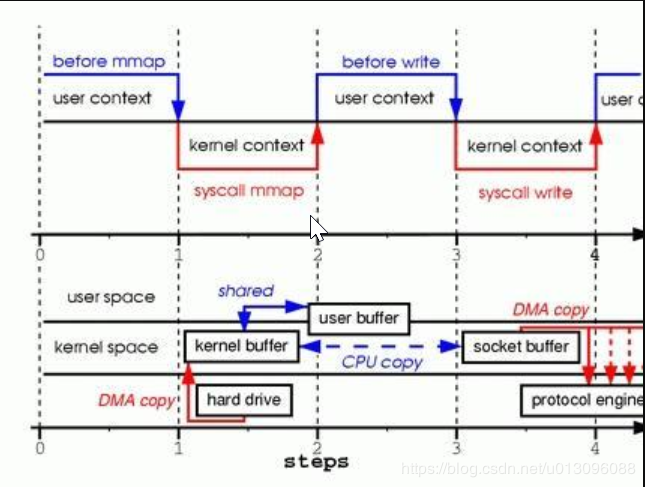 before mmap
before write
user context
user context
user c
kernel context
kernel context
syscall mmap
syscall write
0 1 2 3 4
user space
shared
user buffer
DMA copy
kernel space
kernel buffer
CPU copy
socket buffer
DMA copy
hard drive
protocol engine
0 1 2 3 4
steps
https://blog.csdn.net/u013096088